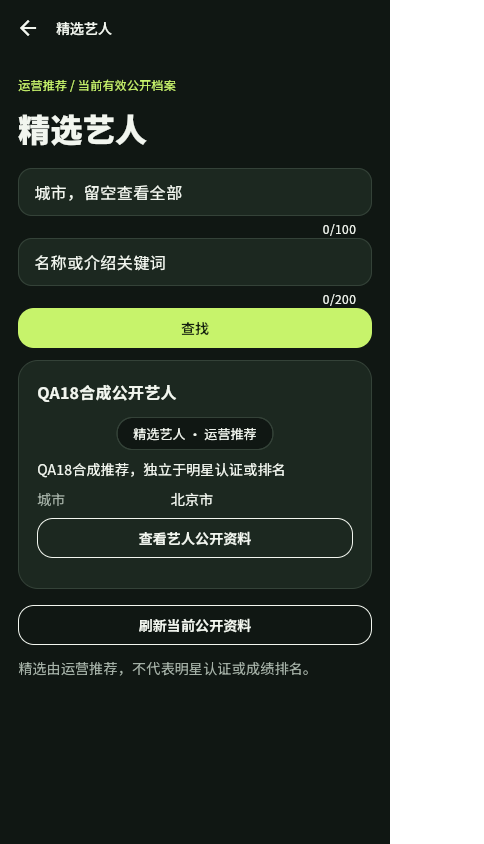 精选艺人
运营推荐 / 当前有效公开档案
精选艺人
城市，留空查看全部
0/100
名称或介绍关键词
0/200
查找
QA18合成公开艺人
精选艺人 · 运营推荐
QA18合成推荐，独立于明星认证或排名
城市 北京市
查看艺人公开资料
刷新当前公开资料
精选由运营推荐，不代表明星认证或成绩排名。